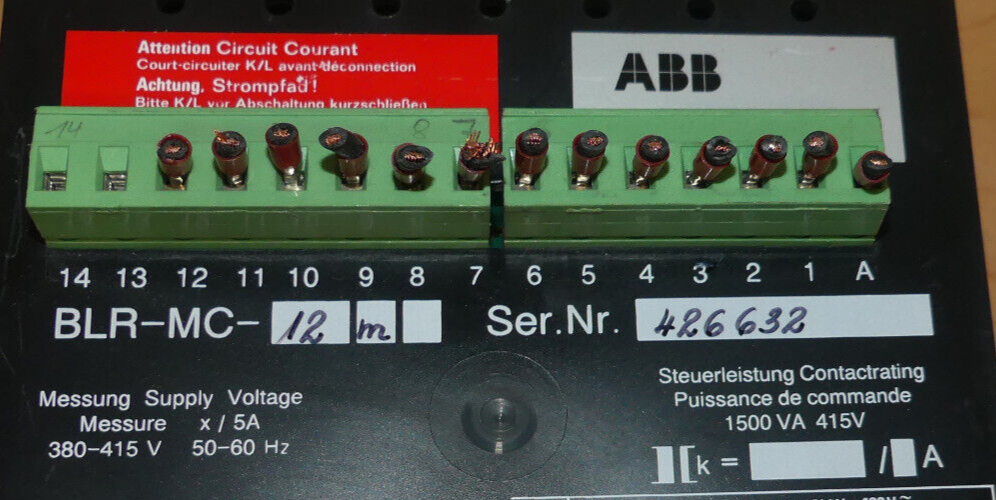 Attention Circuit Courant
Court-circuiter K/L avant déconnection
Achtung, Strompfad!
Bitte K/L vor Abschaltung kurzschließen
ABB
14 8 7
14 13 12 11 10 9 8 7 6 5 4 3 2 1 A
BLR-MC-12 m
Ser.Nr. 426632
Messung Supply Voltage
Messure x / 5A
380-415 V 50-60 Hz
Steuerleistung Contactrating
Puissance de commande
1500 VA 415V
k = / A